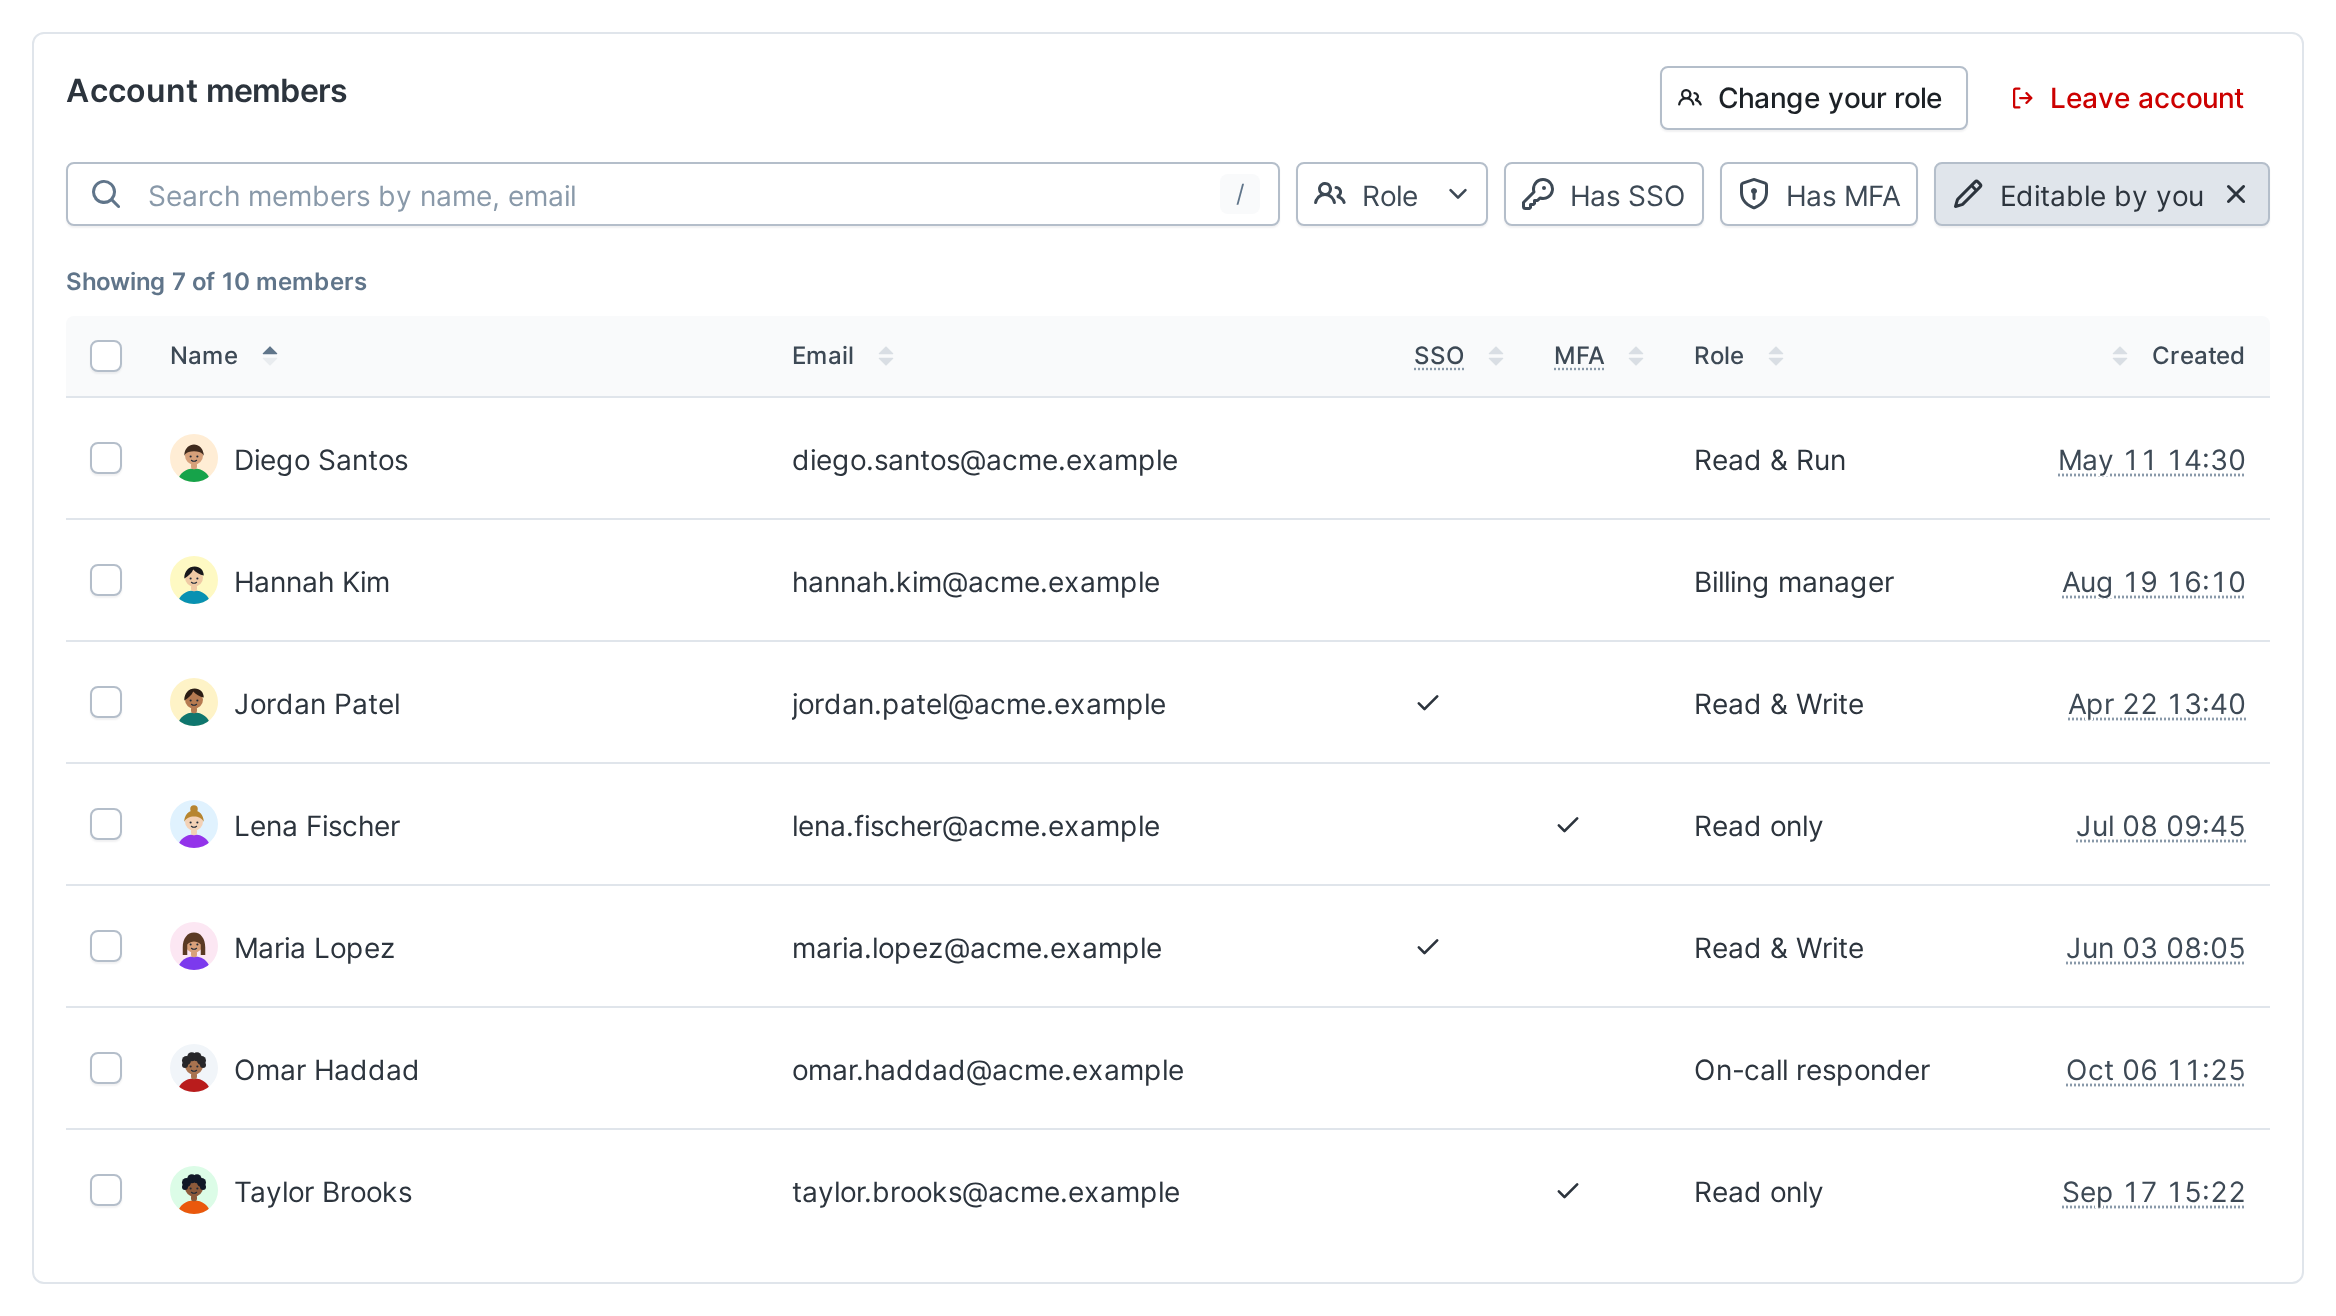 Account members
Change your role
Leave account
Search members by name, email /
Role
Has SSO
Has MFA
Editable by you
Showing 7 of 10 members
Name Email SSO MFA Role Created
Diego Santos diego.santos@acme.example Read & Run May 11 14:30
Hannah Kim hannah.kim@acme.example Billing manager Aug 19 16:10
Jordan Patel jordan.patel@acme.example Read & Write Apr 22 13:40
Lena Fischer lena.fischer@acme.example Read only Jul 08 09:45
Maria Lopez maria.lopez@acme.example Read & Write Jun 03 08:05
Omar Haddad omar.haddad@acme.example On-call responder Oct 06 11:25
Taylor Brooks taylor.brooks@acme.example Read only Sep 17 15:22